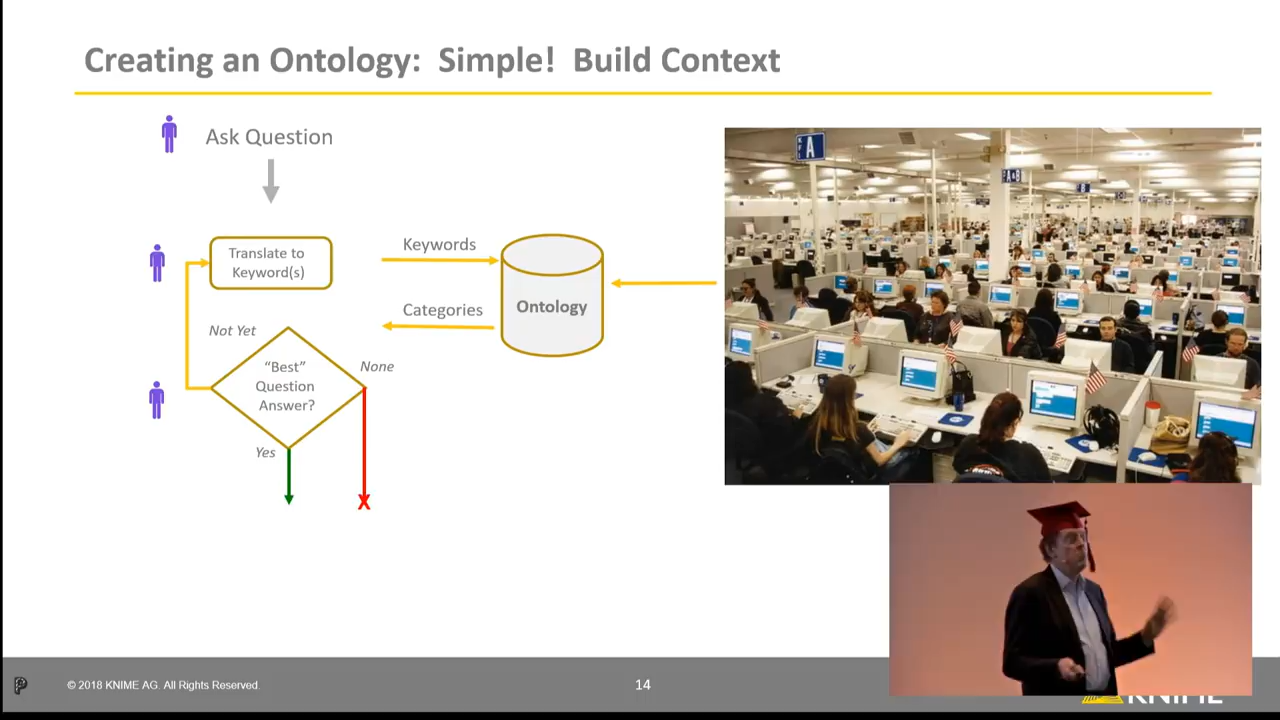 Creating an Ontology:  Simple!  Build Context
Ask Question
Translate to
Keyword(s)
Keywords
Categories
Ontology
Not Yet
“Best”
Question
Answer?
None
Yes
X
A
A&B
B
© 2018 KNIME AG. All Rights Reserved.
14
KNIME